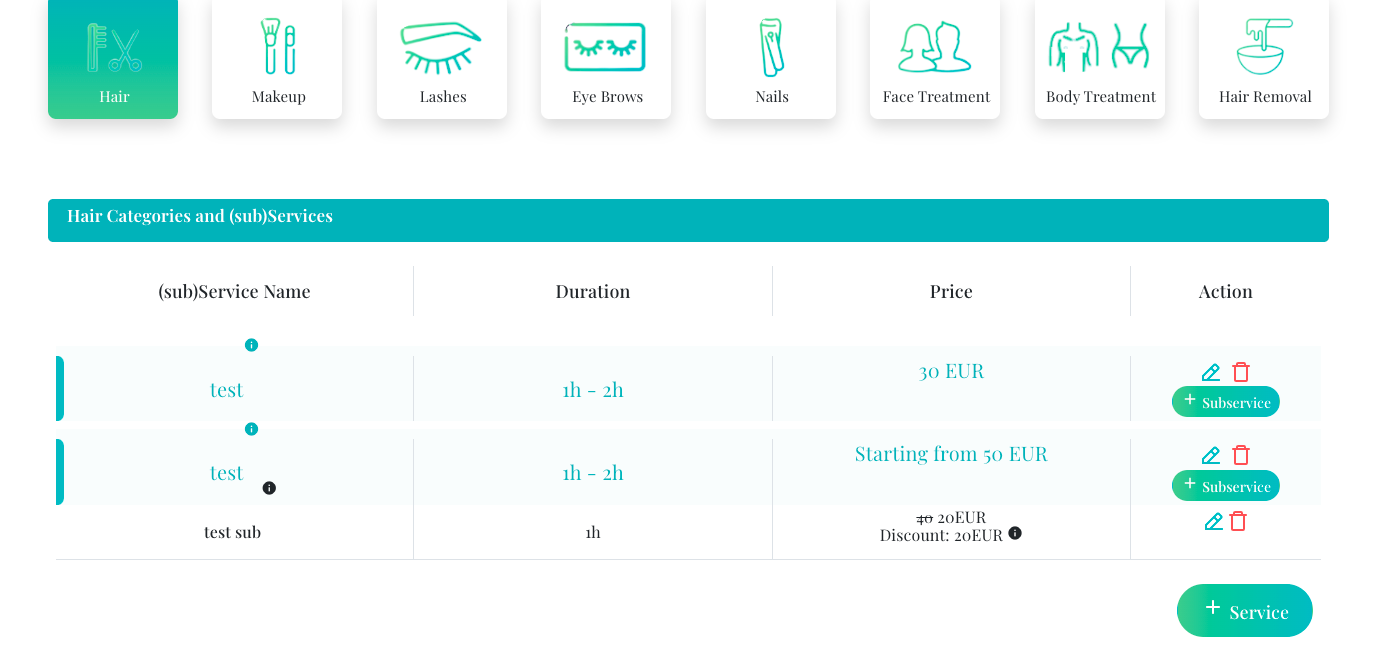 Hair
Makeup
Lashes
Eye Brows
Nails
Face Treatment
Body Treatment
Hair Removal
Hair Categories and (sub)Services
(sub)Service Name
Duration
Price
Action
test
1h - 2h
30 EUR
+ Subservice
test
1h - 2h
Starting from 50 EUR
+ Subservice
test sub
1h
40 20EUR
Discount: 20EUR
+ Service